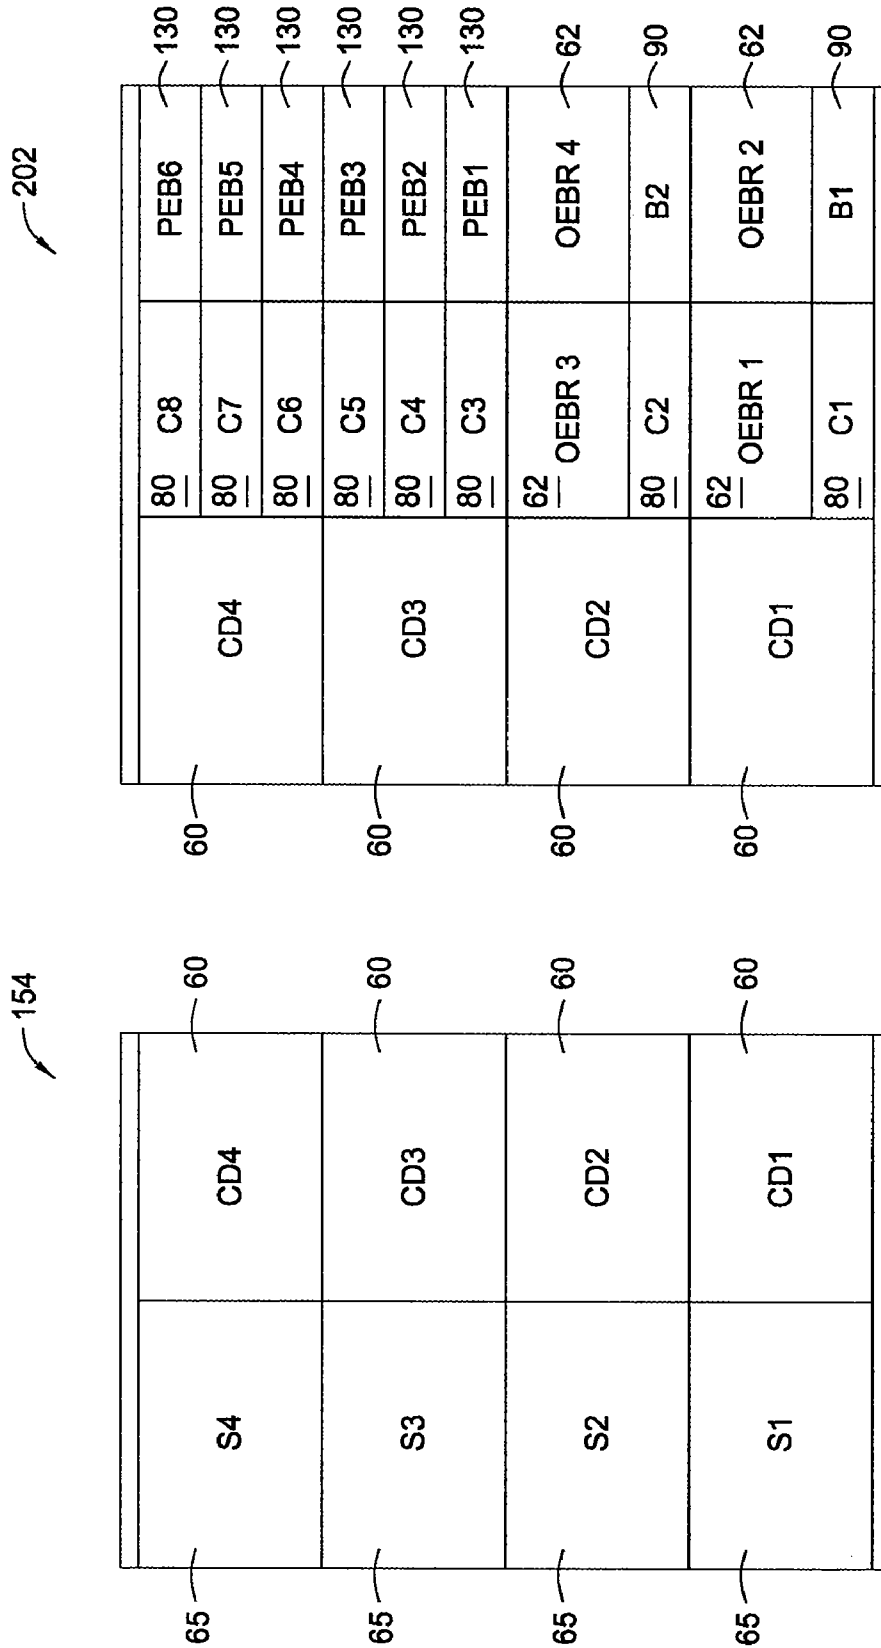 154
65 S4 CD4 60
65 S3 CD3 60
65 S2 CD2 60
65 S1 CD1 60
202
60 CD4 80 C8 PEB6 130
80 C7 PEB5 130
80 C6 PEB4 130
60 CD3 80 C5 PEB3 130
80 C4 PEB2 130
80 C3 PEB1 130
60 CD2 62 OEBR 3 OEBR 4 62
80 C2 B2 90
60 CD1 62 OEBR 1 OEBR 2 62
80 C1 B1 90